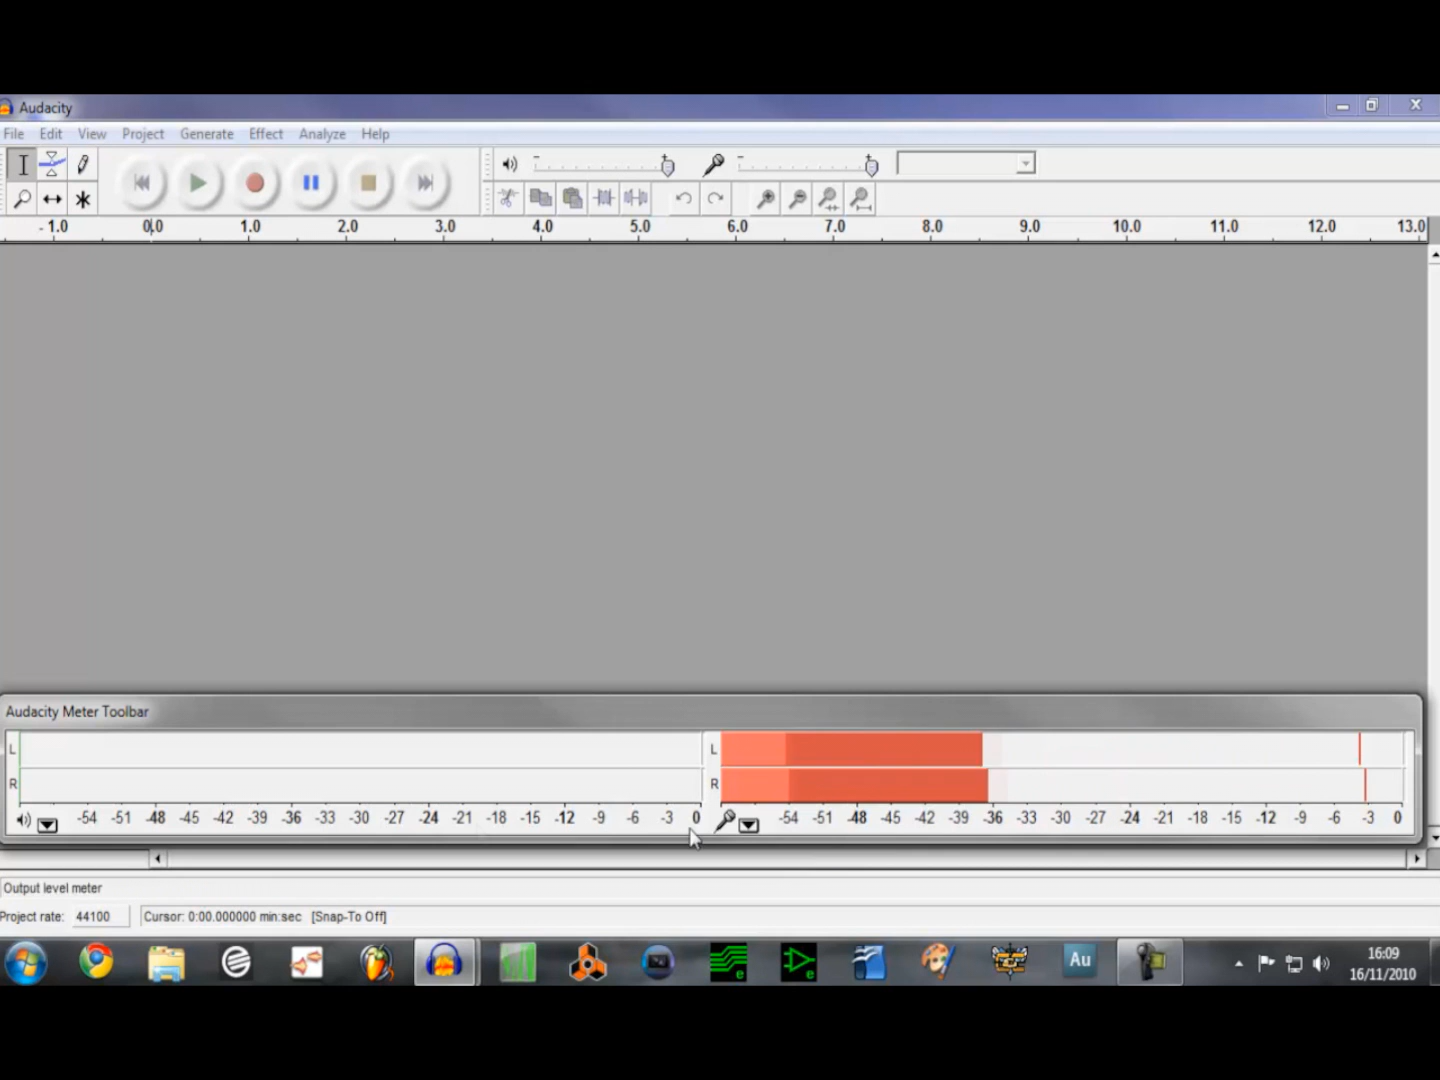 Audacity
File Edit View Project Generate Effect Analyze Help
- 1.0 0.0 1.0 2.0 3.0 4.0 5.0 6.0 7.0 8.0 9.0 10.0 11.0 12.0 13.0
Audacity Meter Toolbar
L L
R R
-54 -51 -48 -45 -42 -39 -36 -33 -30 -27 -24 -21 -18 -15 -12 -9 -6 -3 0 -54 -51 -48 -45 -42 -39 -36 -33 -30 -27 -24 -21 -18 -15 -12 -9 -6 -3 0
Output level meter
Project rate: 44100 Cursor: 0:00.000000 min:sec [Snap-To Off]
e e Au 16:09
16/11/2010